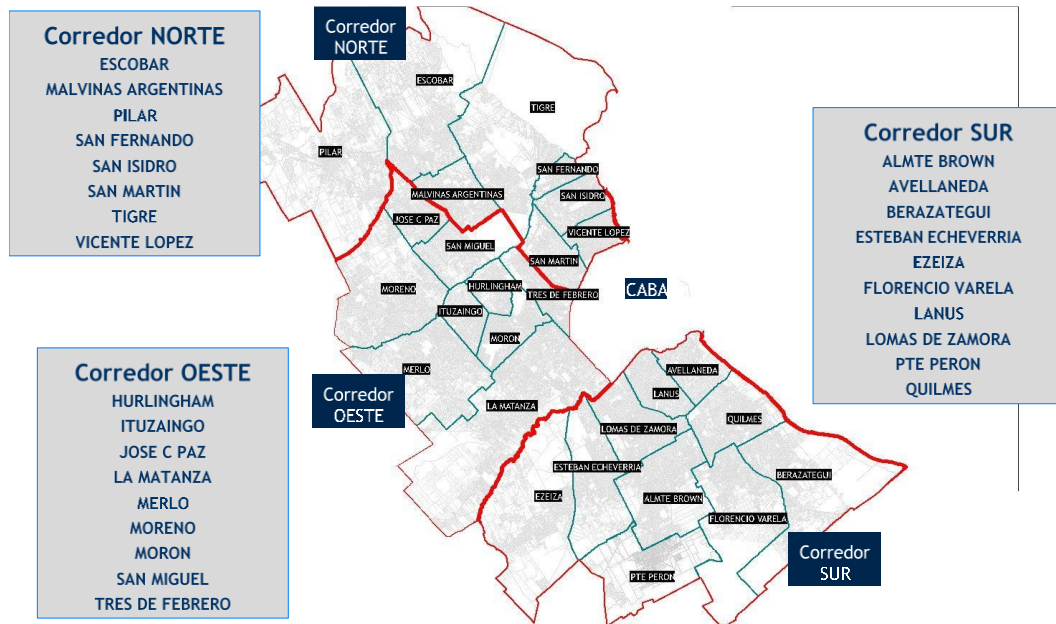 Corredor NORTE
ESCOBAR
MALVINAS ARGENTINAS
PILAR
SAN FERNANDO
SAN ISIDRO
SAN MARTIN
TIGRE
VICENTE LOPEZ
Corredor OESTE
HURLINGHAM
ITUZAINGO
JOSE C PAZ
LA MATANZA
MERLO
MORENO
MORON
SAN MIGUEL
TRES DE FEBRERO
Corredor
NORTE
ESCOBAR
TIGRE
PILAR
SAN FERNANDO
MALVINAS ARGENTINAS
SAN ISIDRO
JOSE C PAZ
VICENTE LOPEZ
SAN MIGUEL
SAN MARTIN
MORENO
HURLINGHAM
TRES DE FEBRERO
CABA
ITUZAINGO
MORON
MERLO
AVELLANEDA
Corredor
OESTE
LANUS
LA MATANZA
QUILMES
LOMAS DE ZAMORA
ESTEBAN ECHEVERRIA
BERAZATEGUI
EZEIZA
ALMTE BROWN
FLORENCIO VARELA
Corredor
SUR
PTE PERON
Corredor SUR
ALMTE BROWN
AVELLANEDA
BERAZATEGUI
ESTEBAN ECHEVERRIA
EZEIZA
FLORENCIO VARELA
LANUS
LOMAS DE ZAMORA
PTE PERON
QUILMES